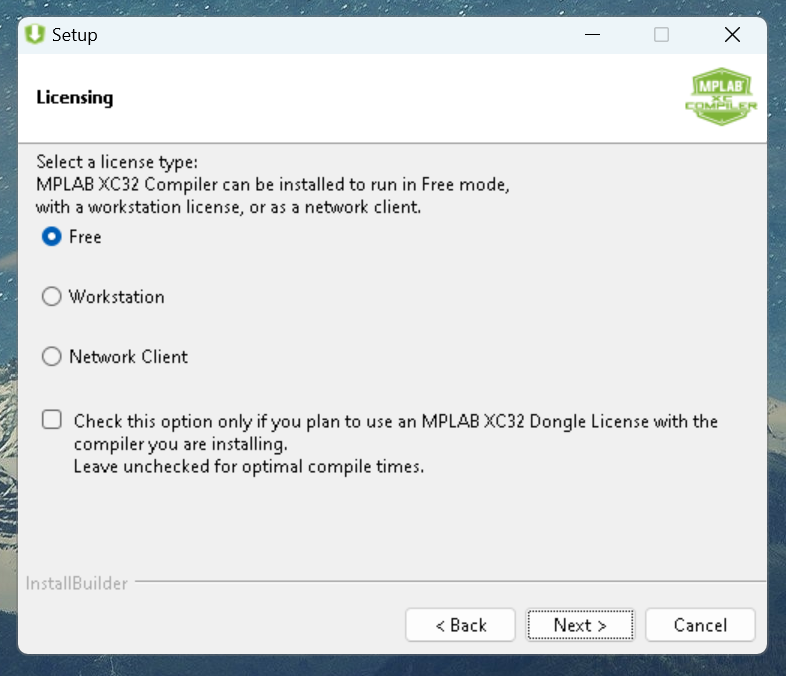 Setup
Licensing
MPLAB
XC
COMPILER
Select a license type:
MPLAB XC32 Compiler can be installed to run in Free mode,
with a workstation license, or as a network client.
Free
Workstation
Network Client
Check this option only if you plan to use an MPLAB XC32 Dongle License with the
compiler you are installing.
Leave unchecked for optimal compile times.
InstallBuilder
< Back
Next >
Cancel